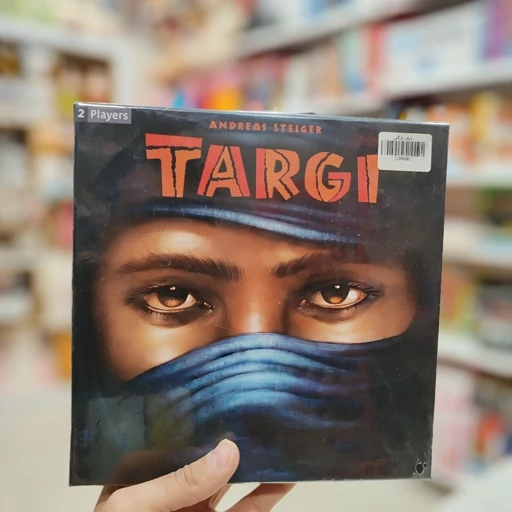 2 Players
ANDREAS STEIGER
TARGI